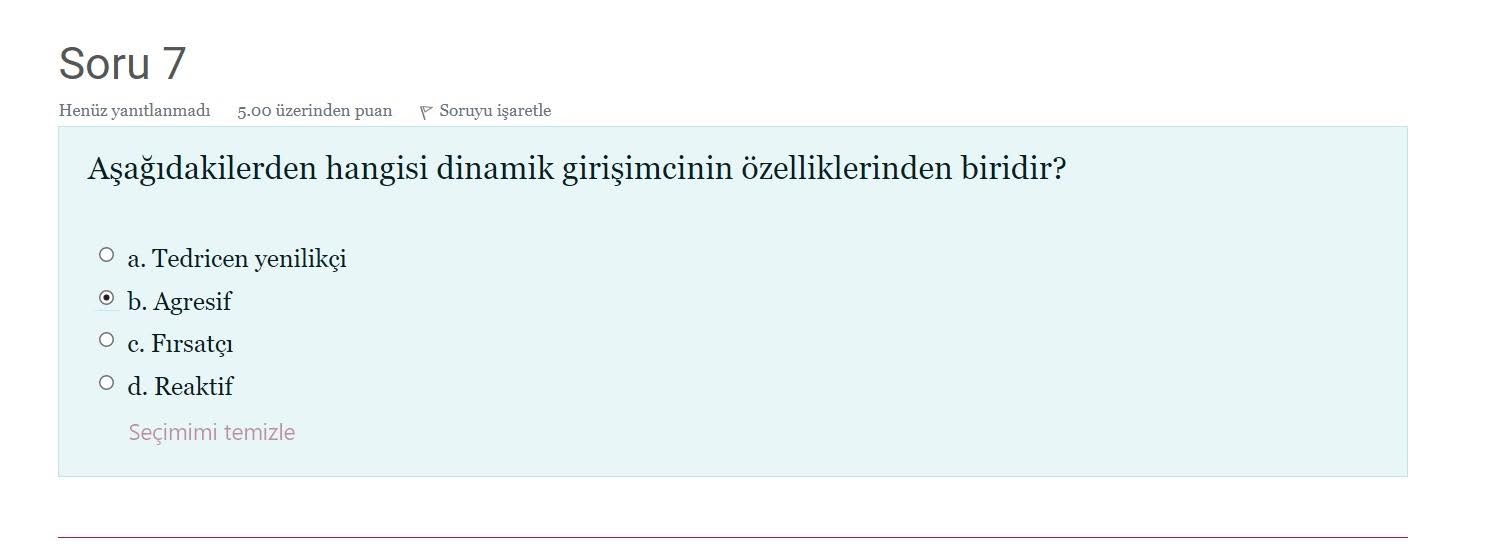 Soru 7
Henüz yanıtlanmadı 5.00 üzerinden puan Soruyu işaretle
Aşağıdakilerden hangisi dinamik girişimcinin özelliklerinden biridir?
a. Tedricen yenilikçi
b. Agresif
c. Fırsatçı
d. Reaktif
Seçimimi temizle